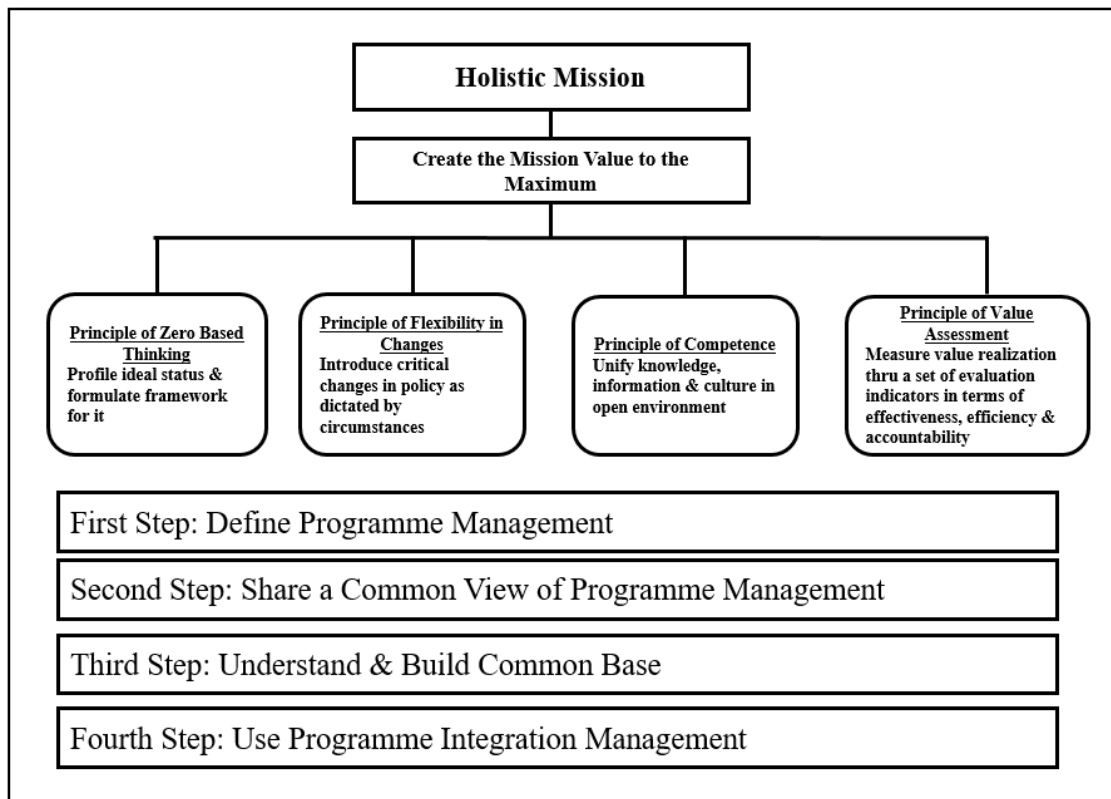 Holistic Mission
Create the Mission Value to the
Maximum
Principle of Zero Based
Thinking
Profile ideal status &
formulate framework
for it
Principle of Flexibility in
Changes
Introduce critical
changes in policy as
dictated by
circumstances
Principle of Competence
Unify knowledge,
information & culture in
open environment
Principle of Value
Assessment
Measure value realization
thru a set of evaluation
indicators in terms of
effectiveness, efficiency &
accountability
First Step: Define Programme Management
Second Step: Share a Common View of Programme Management
Third Step: Understand & Build Common Base
Fourth Step: Use Programme Integration Management